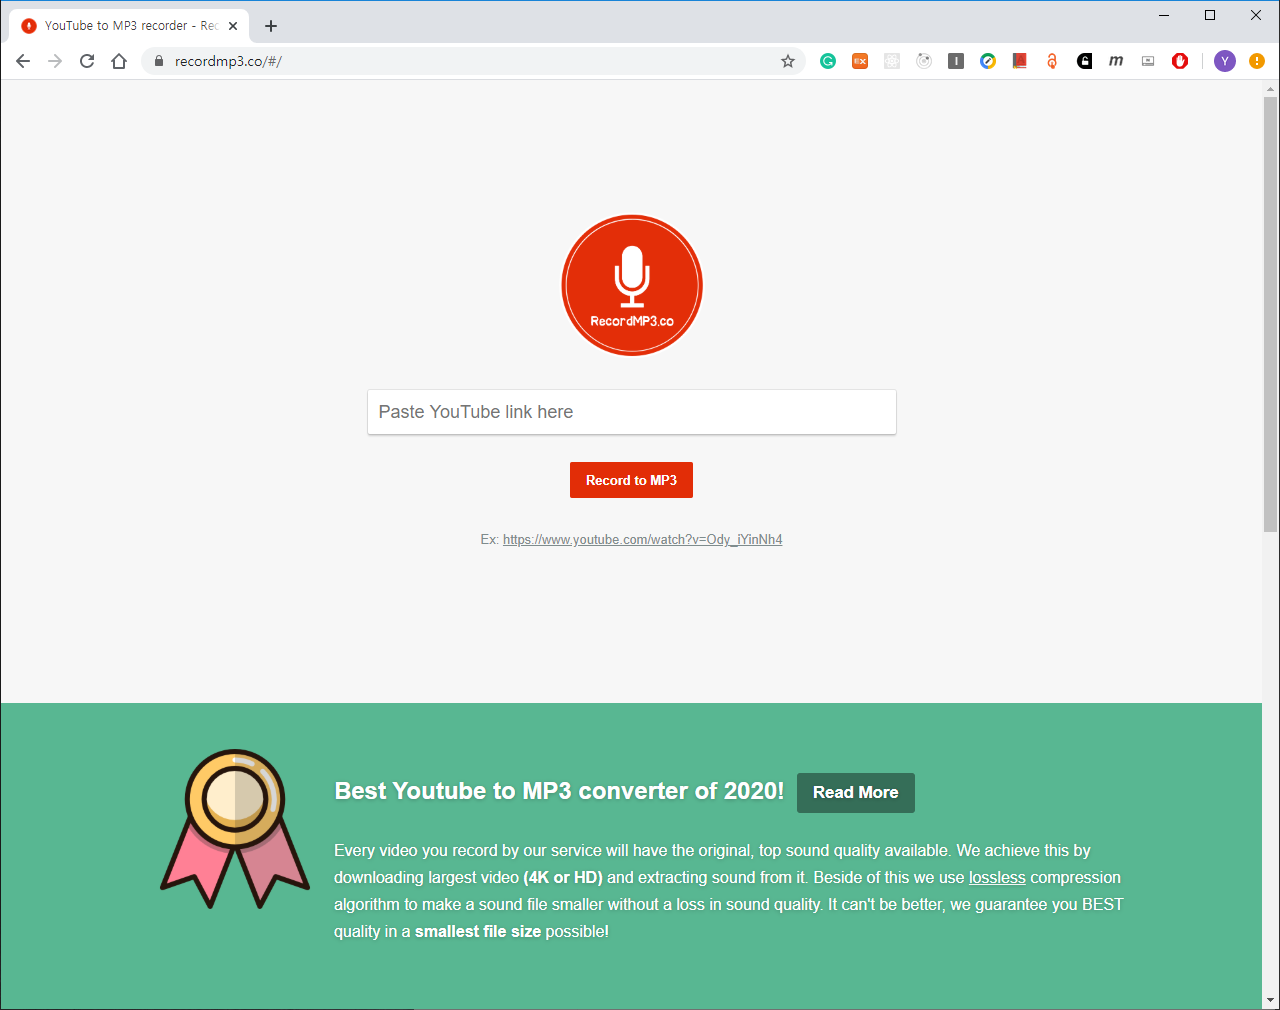 YouTube to MP3 recorder - Rec
recordmp3.co/#/
Y
RecordMP3.co
Paste YouTube link here
Record to MP3
Ex: https://www.youtube.com/watch?v=Ody_iYinNh4
Best Youtube to MP3 converter of 2020!
Read More
Every video you record by our service will have the original, top sound quality available. We achieve this by
downloading largest video (4K or HD) and extracting sound from it. Beside of this we use lossless compression
algorithm to make a sound file smaller without a loss in sound quality. It can't be better, we guarantee you BEST
quality in a smallest file size possible!